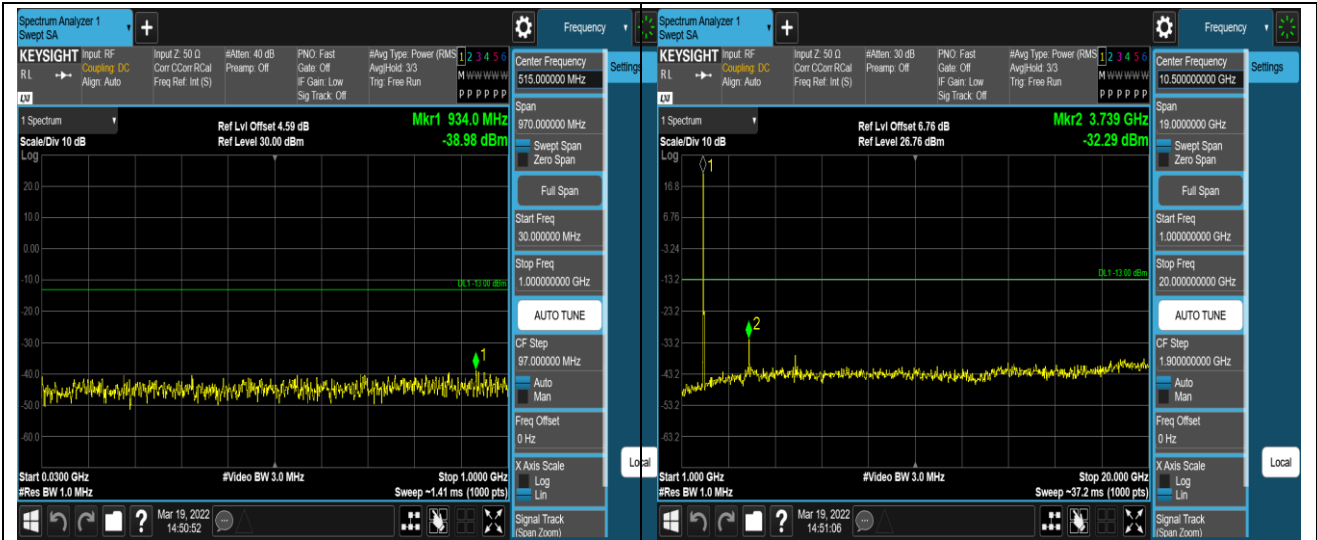 Spectrum Analyzer 1
Swept SA
+
Frequency
KEYSIGHT
RL
LXI
Input: RF
Coupling: DC
Align: Auto
Input Z: 50 Ω
Corr CCorr RCal
Freq Ref: Int (S)
#Atten: 40 dB
Preamp: Off
PNO: Fast
Gate: Off
IF Gain: Low
Sig Track: Off
#Avg Type: Power (RMS
Avg|Hold: 3/3
Trig: Free Run
1 2 3 4 5 6
M W W W W W
P P P P P P
Center Frequency
515.000000 MHz
Settings
Span
970.000000 MHz
Swept Span
Zero Span
Full Span
Start Freq
30.000000 MHz
Stop Freq
1.000000000 GHz
AUTO TUNE
CF Step
97.000000 MHz
Auto
Man
Freq Offset
0 Hz
X Axis Scale
Log
Lin
Local
Signal Track
(Span Zoom)
1 Spectrum
Scale/Div 10 dB
Log
Ref Lvl Offset 4.59 dB
Ref Level 30.00 dBm
Mkr1 934.0 MHz
-38.98 dBm
20.0
10.0
0.00
-10.0
DL1 -13.00 dBm
-20.0
-30.0
1
-40.0
-50.0
-60.0
Start 0.0300 GHz
#Res BW 1.0 MHz
#Video BW 3.0 MHz
Stop 1.0000 GHz
Sweep ~1.41 ms (1000 pts)
?
Mar 19, 2022
14:50:52
Spectrum Analyzer 1
Swept SA
+
Frequency
KEYSIGHT
RL
LXI
Input: RF
Coupling: DC
Align: Auto
Input Z: 50 Ω
Corr CCorr RCal
Freq Ref: Int (S)
#Atten: 30 dB
Preamp: Off
PNO: Fast
Gate: Off
IF Gain: Low
Sig Track: Off
#Avg Type: Power (RMS
Avg|Hold: 3/3
Trig: Free Run
1 2 3 4 5 6
M W W W W W
P P P P P P
Center Frequency
10.500000000 GHz
Settings
Span
19.0000000 GHz
Swept Span
Zero Span
Full Span
Start Freq
1.000000000 GHz
Stop Freq
20.000000000 GHz
AUTO TUNE
CF Step
1.900000000 GHz
Auto
Man
Freq Offset
0 Hz
X Axis Scale
Log
Lin
Local
Signal Track
(Span Zoom)
1 Spectrum
Scale/Div 10 dB
Log
Ref Lvl Offset 6.76 dB
Ref Level 26.76 dBm
Mkr2 3.739 GHz
-32.29 dBm
1
16.8
6.76
-3.24
-13.2
DL1 -13.00 dBm
-23.2
2
-33.2
-43.2
-53.2
-63.2
Start 1.000 GHz
#Res BW 1.0 MHz
#Video BW 3.0 MHz
Stop 20.000 GHz
Sweep ~37.2 ms (1000 pts)
?
Mar 19, 2022
14:51:06